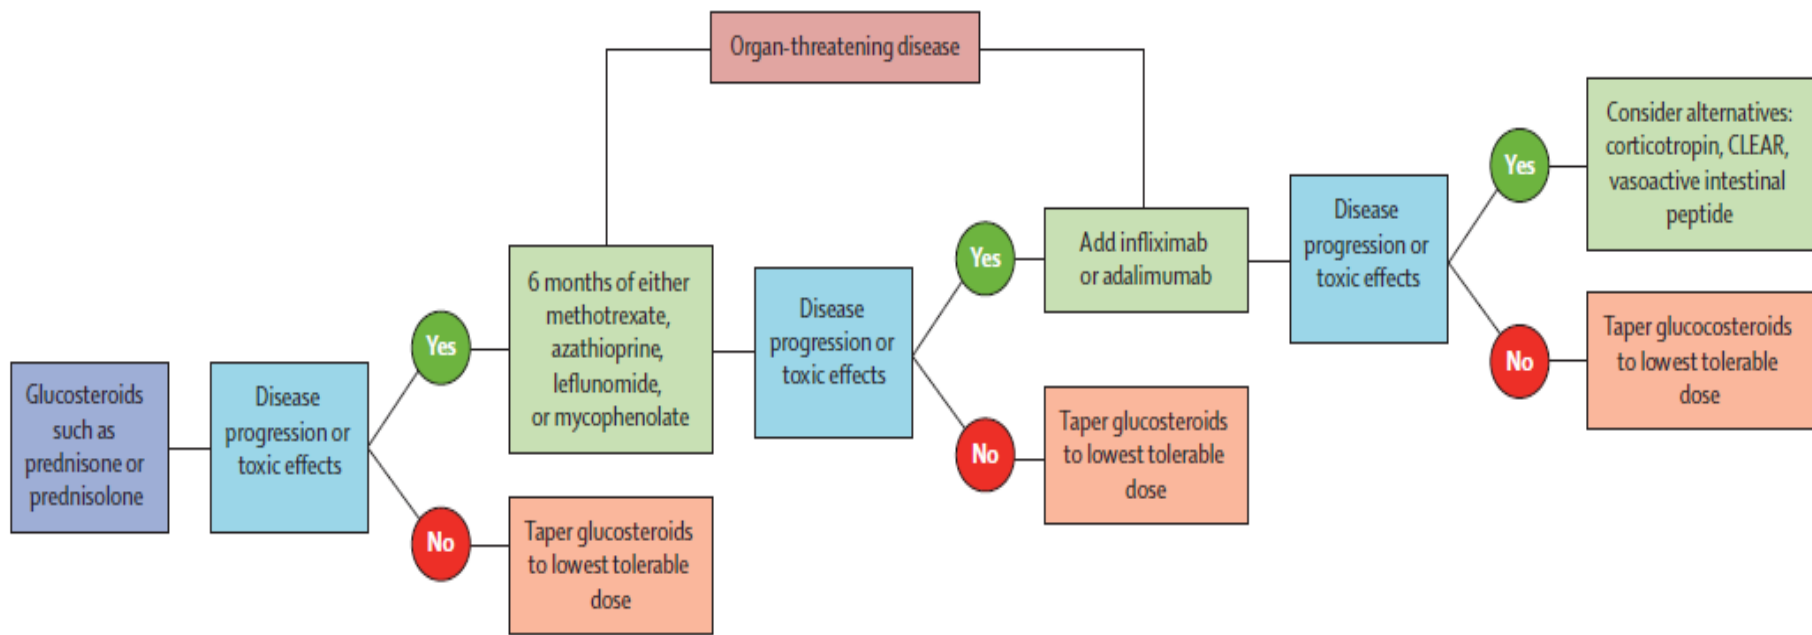 Organ-threatening disease
Glucosteroids
such as
prednisone or
prednisolone
Disease
progression or
toxic effects
Yes
6 months of either
methotrexate,
azathioprine,
leflunomide,
or mycophenolate
No
Taper glucosteroids
to lowest tolerable
dose
Disease
progression or
toxic effects
Yes
Add infliximab
or adalimumab
No
Taper glucosteroids
to lowest tolerable
dose
Disease
progression or
toxic effects
Yes
Consider alternatives:
corticotropin, CLEAR,
vasoactive intestinal
peptide
No
Taper glucocosteroids
to lowest tolerable
dose